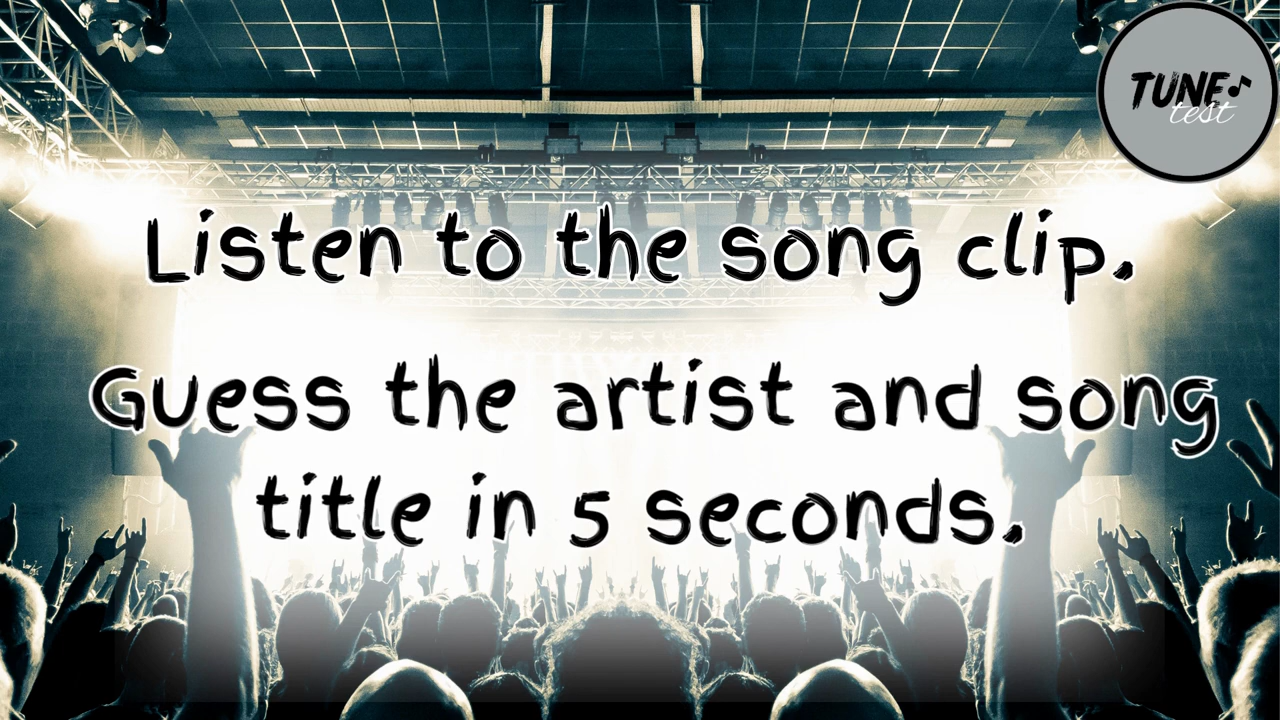 TUNE
test
Listen to the song clip.
Guess the artist and song
title in 5 seconds.